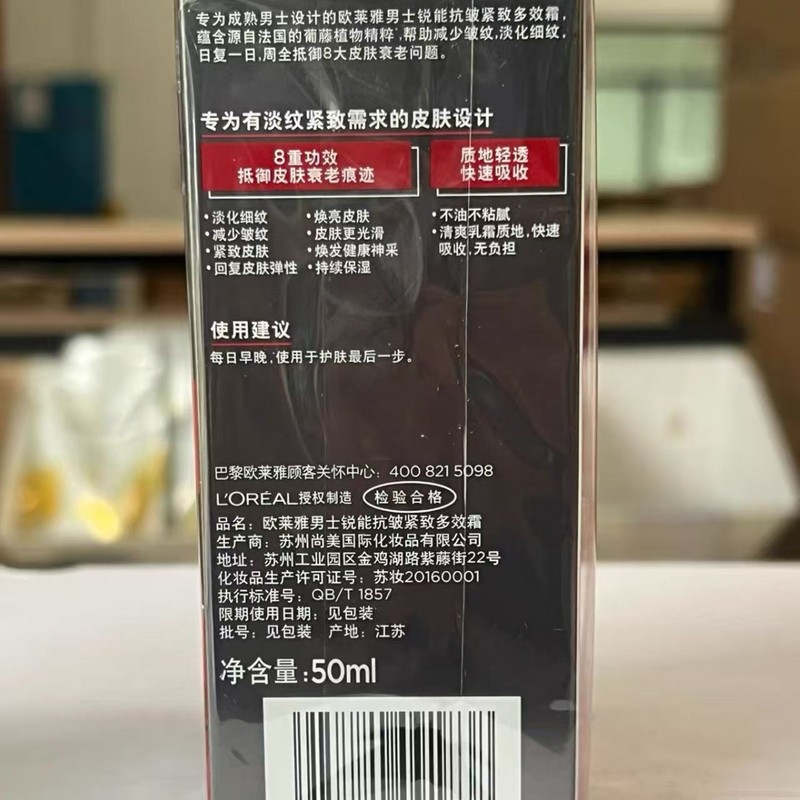 专为成熟男士设计的欧莱雅男士锐能抗皱紧致多效霜,
蕴含源自法国的葡萄植物精粹,帮助减少皱纹,淡化细纹,
日复一日,周全抵御8大皮肤衰老问题。
专为有淡纹紧致需求的皮肤设计
8重功效
抵御皮肤衰老痕迹
质地轻透
快速吸收
•淡化细纹
•减少皱纹
•紧致皮肤
•回复皮肤弹性
•焕亮皮肤
•皮肤更光滑
•焕发健康神采
•持续保湿
•不油不粘腻
•清爽乳霜质地,快速
吸收,无负担
使用建议
每日早晚,使用于护肤最后一步。
巴黎欧莱雅顾客关怀中心：400 821 5098
L'ORÉAL授权制造 检验合格
品名：欧莱雅男士锐能抗皱紧致多效霜
生产商：苏州尚美国际化妆品有限公司
地址：苏州工业园区金鸡湖路紫藤街22号
化妆品生产许可证号：苏妆20160001
执行标准号：QB/T 1857
限期使用日期：见包装
批号：见包装 产地：江苏
净含量:50ml